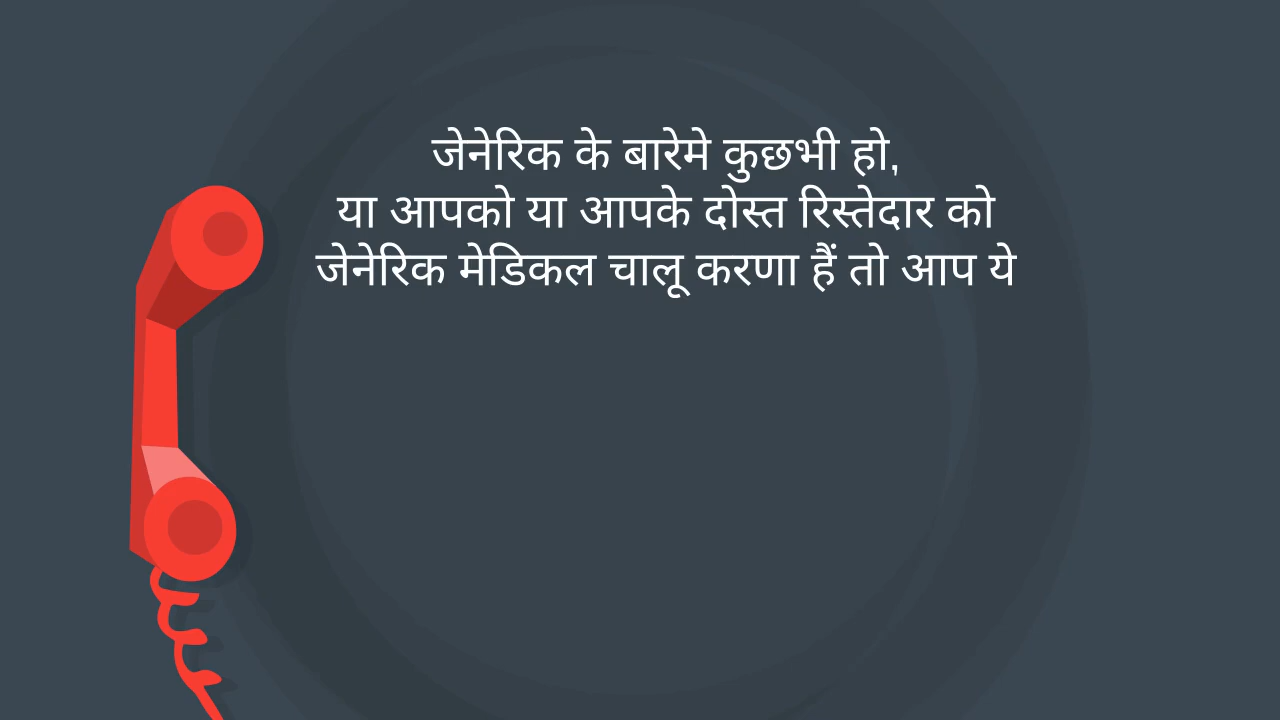 जेनेरिक के बारेमे कुछभी हो,
या आपको या आपके दोस्त रिस्तेदार को
जेनेरिक मेडिकल चालू करणा हैं तो आप ये